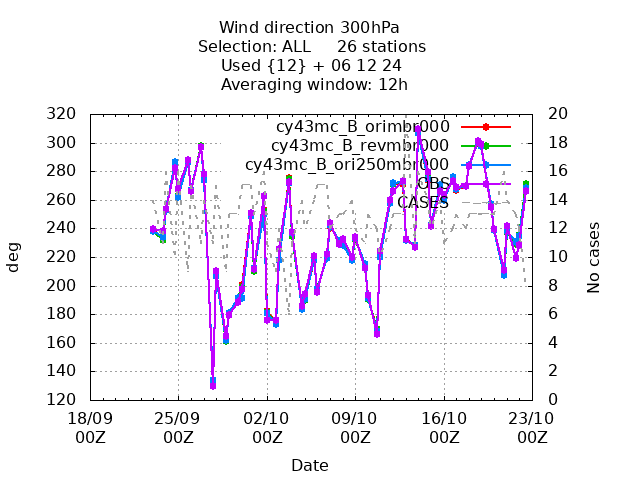 Wind direction 300hPa
Selection: ALL 26 stations
Used {12} + 06 12 24
Averaging window: 12h
320 20
300 18
280 16
260 14
240 12
220 10
200 8
180 6
160 4
140 2
120 0
cy43mc_B_orimbr000
cy43mc_B_revmbr000
cy43mc_B_ori250mbr000
OBS
CASES
deg
No cases
18/09 25/09 02/10 09/10 16/10 23/10
00Z 00Z 00Z 00Z 00Z 00Z
Date